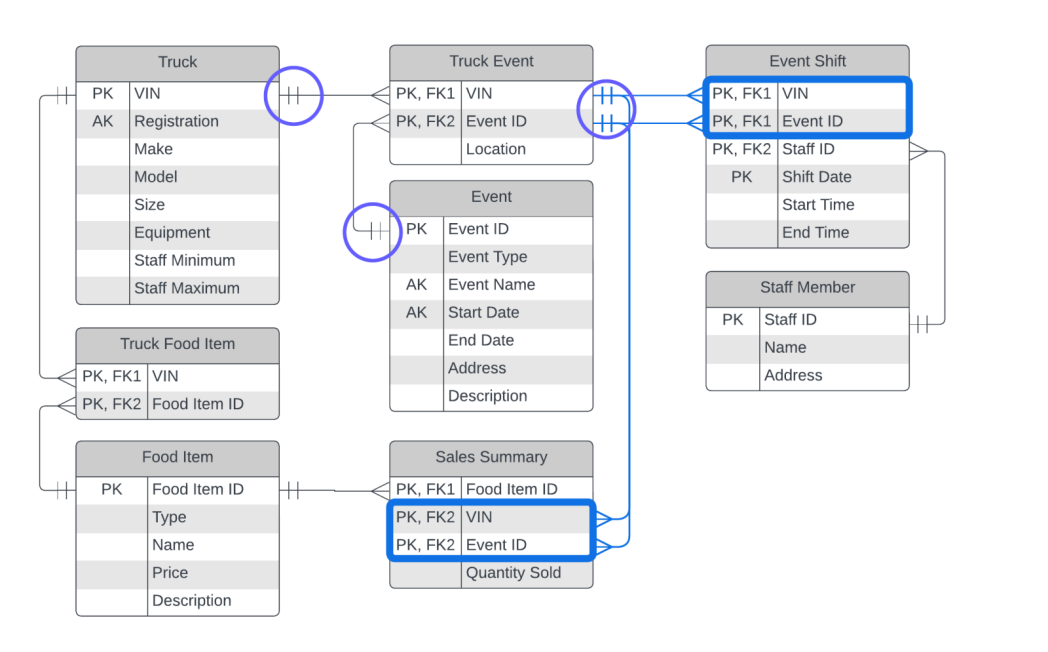 Truck
PK VIN
AK Registration
Make
Model
Size
Equipment
Staff Minimum
Staff Maximum
Truck Food Item
PK, FK1 VIN
PK, FK2 Food Item ID
Food Item
PK Food Item ID
Type
Name
Price
Description
Truck Event
PK, FK1 VIN
PK, FK2 Event ID
Location
Event
PK Event ID
Event Type
AK Event Name
AK Start Date
End Date
Address
Description
Sales Summary
PK, FK1 Food Item ID
PK, FK2 VIN
PK, FK2 Event ID
Quantity Sold
Event Shift
PK, FK1 VIN
PK, FK1 Event ID
PK, FK2 Staff ID
PK Shift Date
Start Time
End Time
Staff Member
PK Staff ID
Name
Address